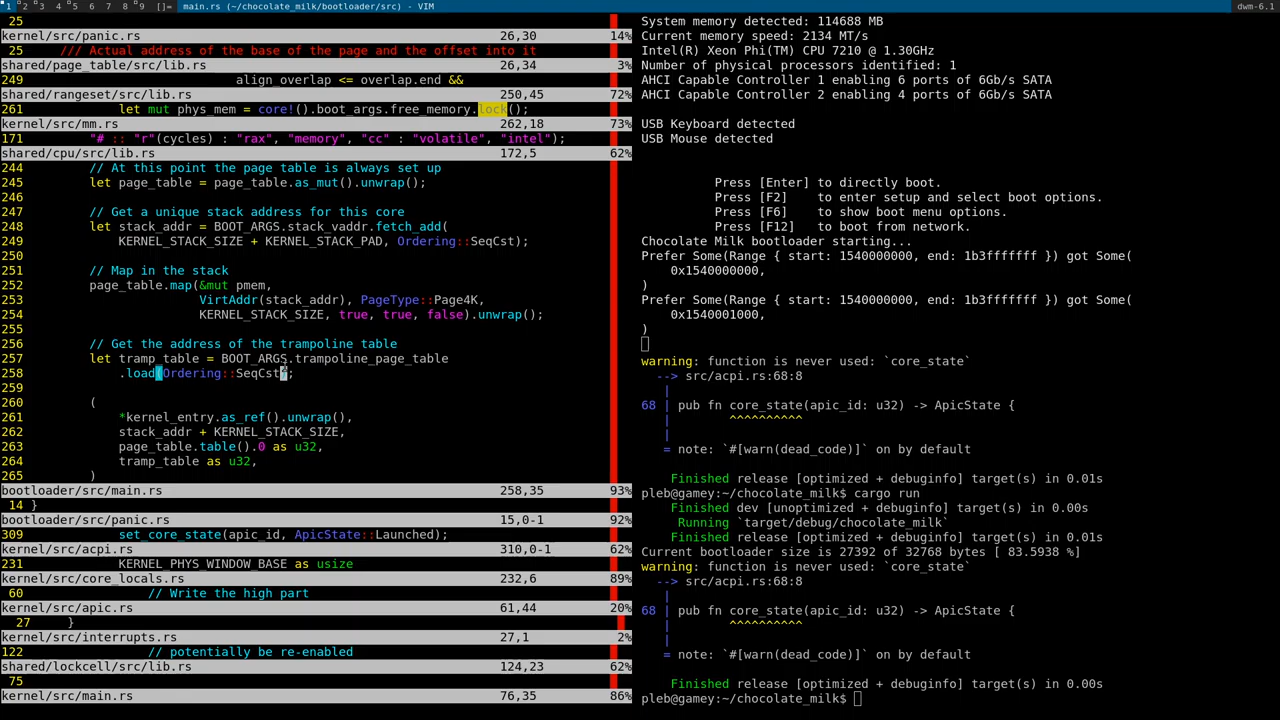 1 2 3 4 5 6 7 8 9 []= main.rs (~/chocolate_milk/bootloader/src) - VIM dwm-6.1
25
kernel/src/panic.rs 26,30 14%
25 /// Actual address of the base of the page and the offset into it
shared/page_table/src/lib.rs 26,34 3%
249 align_overlap <= overlap.end &&
shared/rangeset/src/lib.rs 250,45 72%
261 let mut phys_mem = core!().boot_args.free_memory.lock();
kernel/src/mm.rs 262,18 73%
171 "# :: "r"(cycles) : "rax", "memory", "cc" : "volatile", "intel");
shared/cpu/src/lib.rs 172,5 62%
244 // At this point the page table is always set up
245 let page_table = page_table.as_mut().unwrap();
246
247 // Get a unique stack address for this core
248 let stack_addr = BOOT_ARGS.stack_vaddr.fetch_add(
249 KERNEL_STACK_SIZE + KERNEL_STACK_PAD, Ordering::SeqCst);
250
251 // Map in the stack
252 page_table.map(&mut pmem,
253 VirtAddr(stack_addr), PageType::Page4K,
254 KERNEL_STACK_SIZE, true, true, false).unwrap();
255
256 // Get the address of the trampoline table
257 let tramp_table = BOOT_ARGS.trampoline_page_table
258 .load(Ordering::SeqCst);
259
260 (
261 *kernel_entry.as_ref().unwrap(),
262 stack_addr + KERNEL_STACK_SIZE,
263 page_table.table().0 as u32,
264 tramp_table as u32,
265 )
bootloader/src/main.rs 258,35 93%
14 }
bootloader/src/panic.rs 15,0-1 92%
309 set_core_state(apic_id, ApicState::Launched);
kernel/src/acpi.rs 310,0-1 62%
231 KERNEL_PHYS_WINDOW_BASE as usize
kernel/src/core_locals.rs 232,6 89%
60 // Write the high part
kernel/src/apic.rs 61,44 20%
27 }
kernel/src/interrupts.rs 27,1 2%
122 // potentially be re-enabled
shared/lockcell/src/lib.rs 124,23 62%
75
kernel/src/main.rs 76,35 86%
System memory detected: 114688 MB
Current memory speed: 2134 MT/s
Intel(R) Xeon Phi(TM) CPU 7210 @ 1.30GHz
Number of physical processors identified: 1
AHCI Capable Controller 1 enabling 6 ports of 6Gb/s SATA
AHCI Capable Controller 2 enabling 4 ports of 6Gb/s SATA
USB Keyboard detected
USB Mouse detected
Press [Enter] to directly boot.
Press [F2] to enter setup and select boot options.
Press [F6] to show boot menu options.
Press [F12] to boot from network.
Chocolate Milk bootloader starting...
Prefer Some(Range { start: 1540000000, end: 1b3fffffff }) got Some(
0x1540000000,
)
Prefer Some(Range { start: 1540000000, end: 1b3fffffff }) got Some(
0x1540001000,
)
warning: function is never used: `core_state`
--> src/acpi.rs:68:8
|
68 | pub fn core_state(apic_id: u32) -> ApicState {
| ^^^^^^^^^^
|
= note: `#[warn(dead_code)]` on by default
Finished release [optimized + debuginfo] target(s) in 0.01s
pleb@gamey:~/chocolate_milk$ cargo run
Finished dev [unoptimized + debuginfo] target(s) in 0.00s
Running `target/debug/chocolate_milk`
Finished release [optimized + debuginfo] target(s) in 0.01s
Current bootloader size is 27392 of 32768 bytes [ 83.5938 %]
warning: function is never used: `core_state`
--> src/acpi.rs:68:8
|
68 | pub fn core_state(apic_id: u32) -> ApicState {
| ^^^^^^^^^^
|
= note: `#[warn(dead_code)]` on by default
Finished release [optimized + debuginfo] target(s) in 0.00s
pleb@gamey:~/chocolate_milk$